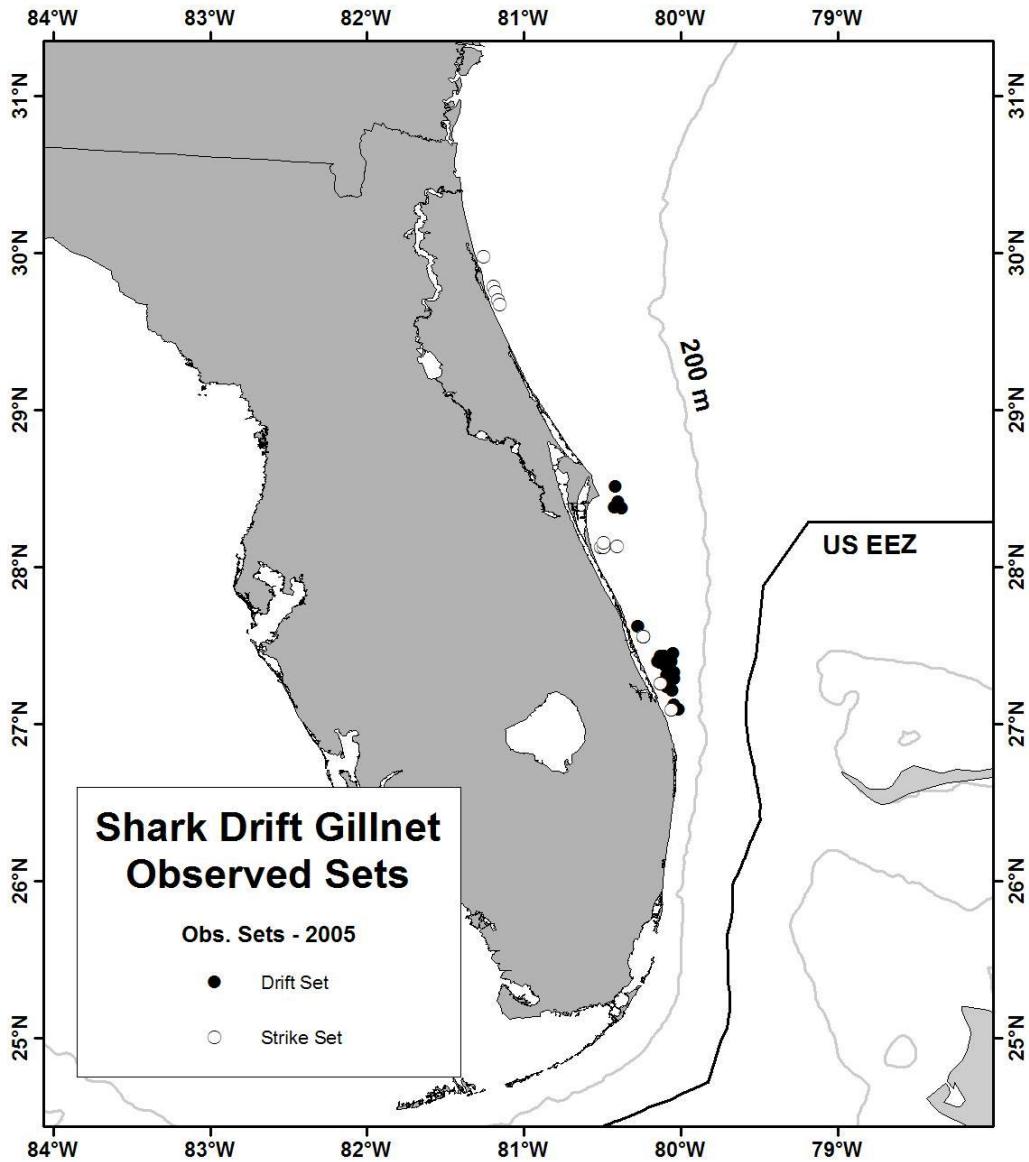 84°W 83°W 82°W 81°W 80°W 79°W
31°N 31°N
30°N 30°N
200 m
29°N 29°N
US EEZ
28°N 28°N
27°N 27°N
Shark Drift Gillnet
Observed Sets
26°N 26°N
Obs. Sets - 2005
Drift Set
Strike Set
25°N 25°N
84°W 83°W 82°W 81°W 80°W 79°W